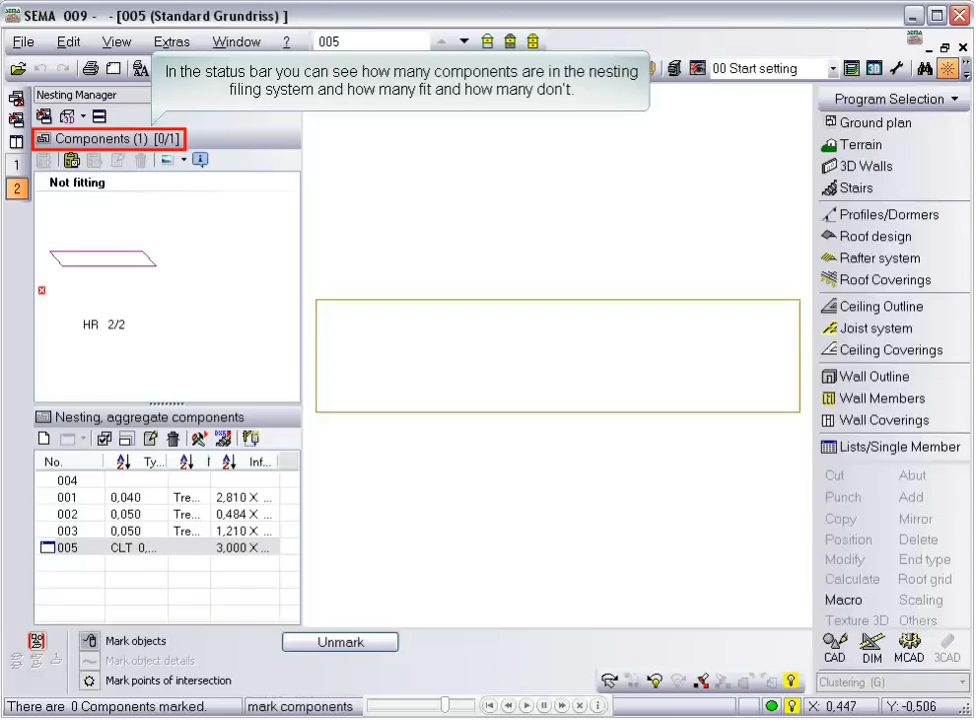 SEMA 009 - - [005 (Standard Grundriss) ]
File Edit View Extras Window ? 005
00 Start setting
In the status bar you can see how many components are in the nesting
filing system and how many fit and how many don't.
Nesting Manager
Components (1) [0/1]
1
2
Not fitting
HR 2/2
Nesting, aggregate components
No. Ty... Inf...
004
001 0,040 Tre... 2,810 X ...
002 0,050 Tre... 0,484 X ...
003 0,050 Tre... 1,210 X ...
005 CLT 0,... 3,000 X ...
Mark objects
Mark object details
Mark points of intersection
Unmark
Program Selection
Ground plan
Terrain
3D Walls
Stairs
Profiles/Dormers
Roof design
Rafter system
Roof Coverings
Ceiling Outline
Joist system
Ceiling Coverings
Wall Outline
Wall Members
Wall Coverings
Lists/Single Member
Cut Abut
Punch Add
Copy Mirror
Position Delete
Modify End type
Calculate Roof grid
Macro Scaling
Texture 3D Others
CAD DIM MCAD 3CAD
Clustering (G)
There are 0 Components marked. mark components X: 0,447 Y:-0,506